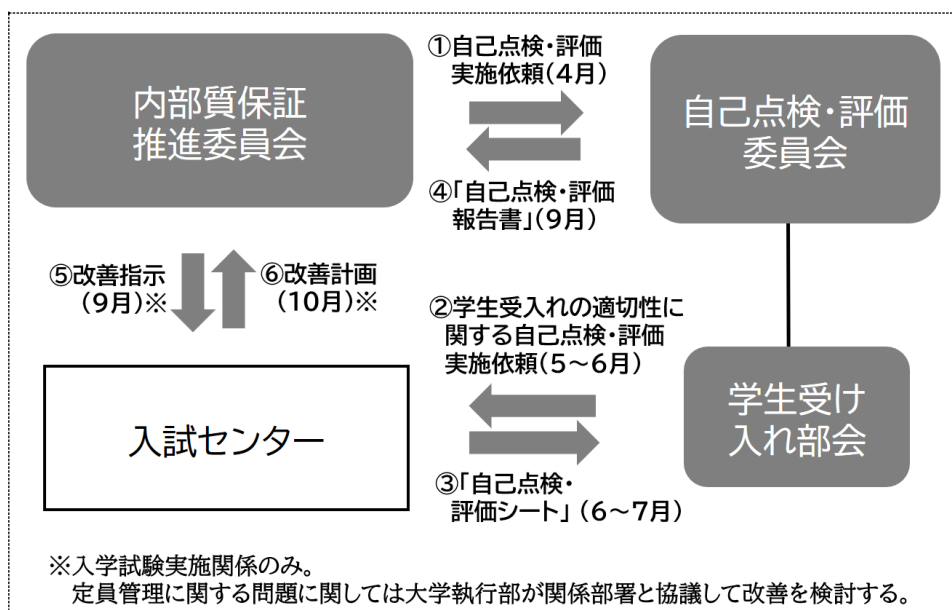 内部質保証
推進委員会
①自己点検・評価
実施依頼(4月)
自己点検・評価
委員会
④「自己点検・評価
報告書」(9月)
⑤改善指示
(9月)※
⑥改善計画
(10月)※
②学生受入れの適切性に
関する自己点検・評価
実施依頼(5～6月)
入試センター
学生受け
入れ部会
③「自己点検・
評価シート」(6～7月)
※入学試験実施関係のみ。
定員管理に関する問題に関しては大学執行部が関係部署と協議して改善を検討する。